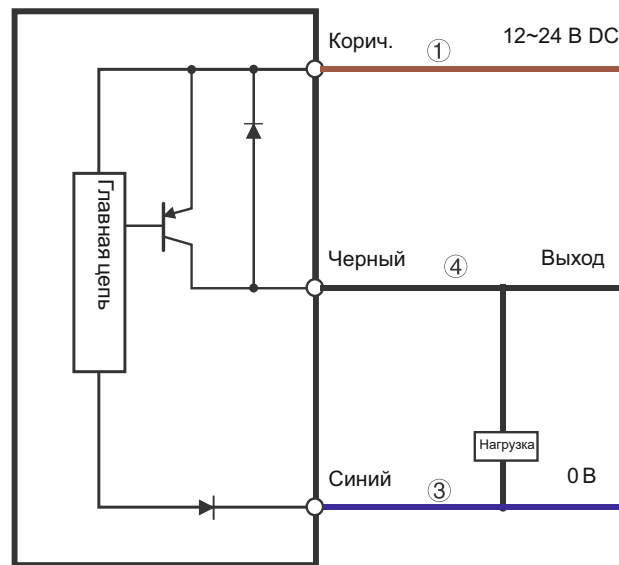 Корич.
①
12~24 В DC
Главная цепь
Черный
④
Выход
Нагрузка
Синий
③
0 В